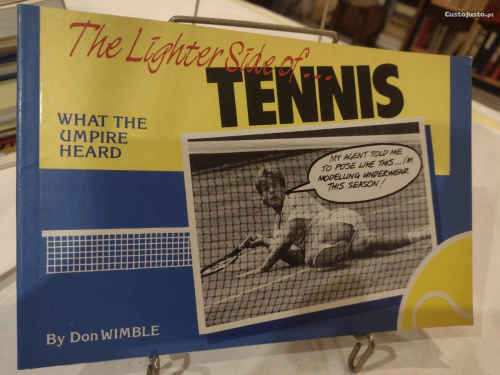 CustoJusto.pt
The Lighter Side of...
TENNIS
WHAT THE
UMPIRE
HEARD
MY AGENT TOLD ME
TO POSE LIKE THIS....I'M
MODELLING UNDERWEAR
THIS SEASON!
By Don WIMBLE